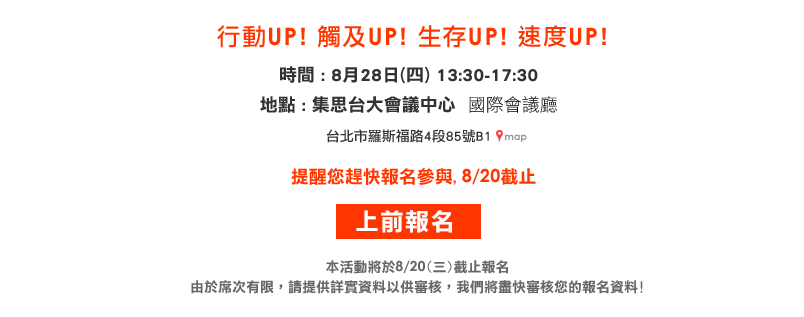 行動UP! 觸及UP! 生存UP! 速度UP!
時間：8月28日(四) 13:30-17:30
地點：集思台大會議中心 國際會議廳
台北市羅斯福路4段85號B1 map
提醒您趕快報名參與, 8/20截止
上前報名
本活動將於8/20(三)截止報名
由於席次有限，請提供詳實資料以供審核，我們將盡快審核您的報名資料!